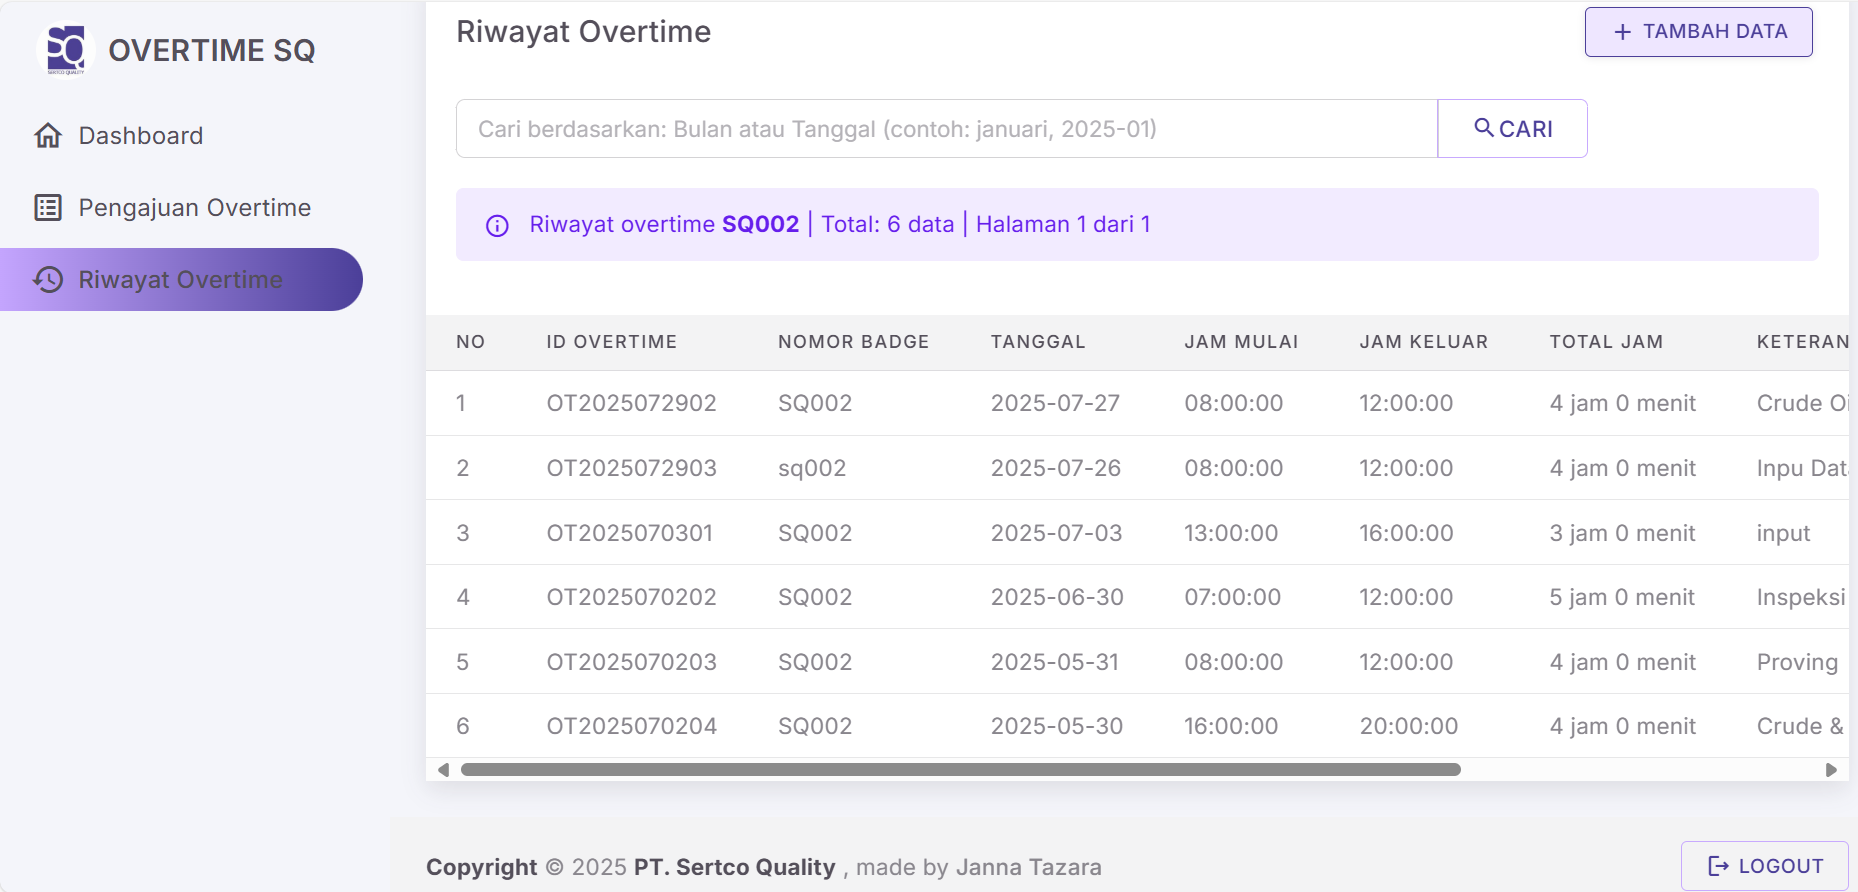 SQ
SERTCO QUALITY
OVERTIME SQ
Dashboard
Pengajuan Overtime
Riwayat Overtime
Riwayat Overtime
+ TAMBAH DATA
Cari berdasarkan: Bulan atau Tanggal (contoh: januari, 2025-01)
CARI
Riwayat overtime SQ002 | Total: 6 data | Halaman 1 dari 1
NO ID OVERTIME NOMOR BADGE TANGGAL JAM MULAI JAM KELUAR TOTAL JAM KETERAN
1 OT2025072902 SQ002 2025-07-27 08:00:00 12:00:00 4 jam 0 menit Crude Oi
2 OT2025072903 sq002 2025-07-26 08:00:00 12:00:00 4 jam 0 menit Inpu Data
3 OT2025070301 SQ002 2025-07-03 13:00:00 16:00:00 3 jam 0 menit input
4 OT2025070202 SQ002 2025-06-30 07:00:00 12:00:00 5 jam 0 menit Inspeksi
5 OT2025070203 SQ002 2025-05-31 08:00:00 12:00:00 4 jam 0 menit Proving
6 OT2025070204 SQ002 2025-05-30 16:00:00 20:00:00 4 jam 0 menit Crude &
Copyright © 2025 PT. Sertco Quality , made by Janna Tazara
LOGOUT